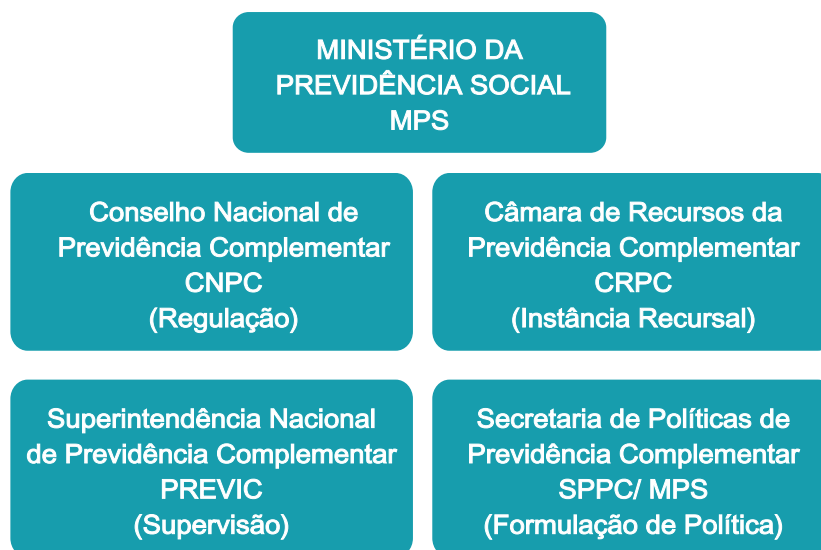 MINISTÉRIO DA
PREVIDÊNCIA SOCIAL
MPS
Conselho Nacional de
Previdência Complementar
CNPC
(Regulação)
Câmara de Recursos da
Previdência Complementar
CRPC
(Instância Recursal)
Superintendência Nacional
de Previdência Complementar
PREVIC
(Supervisão)
Secretaria de Políticas de
Previdência Complementar
SPPC/ MPS
(Formulação de Política)